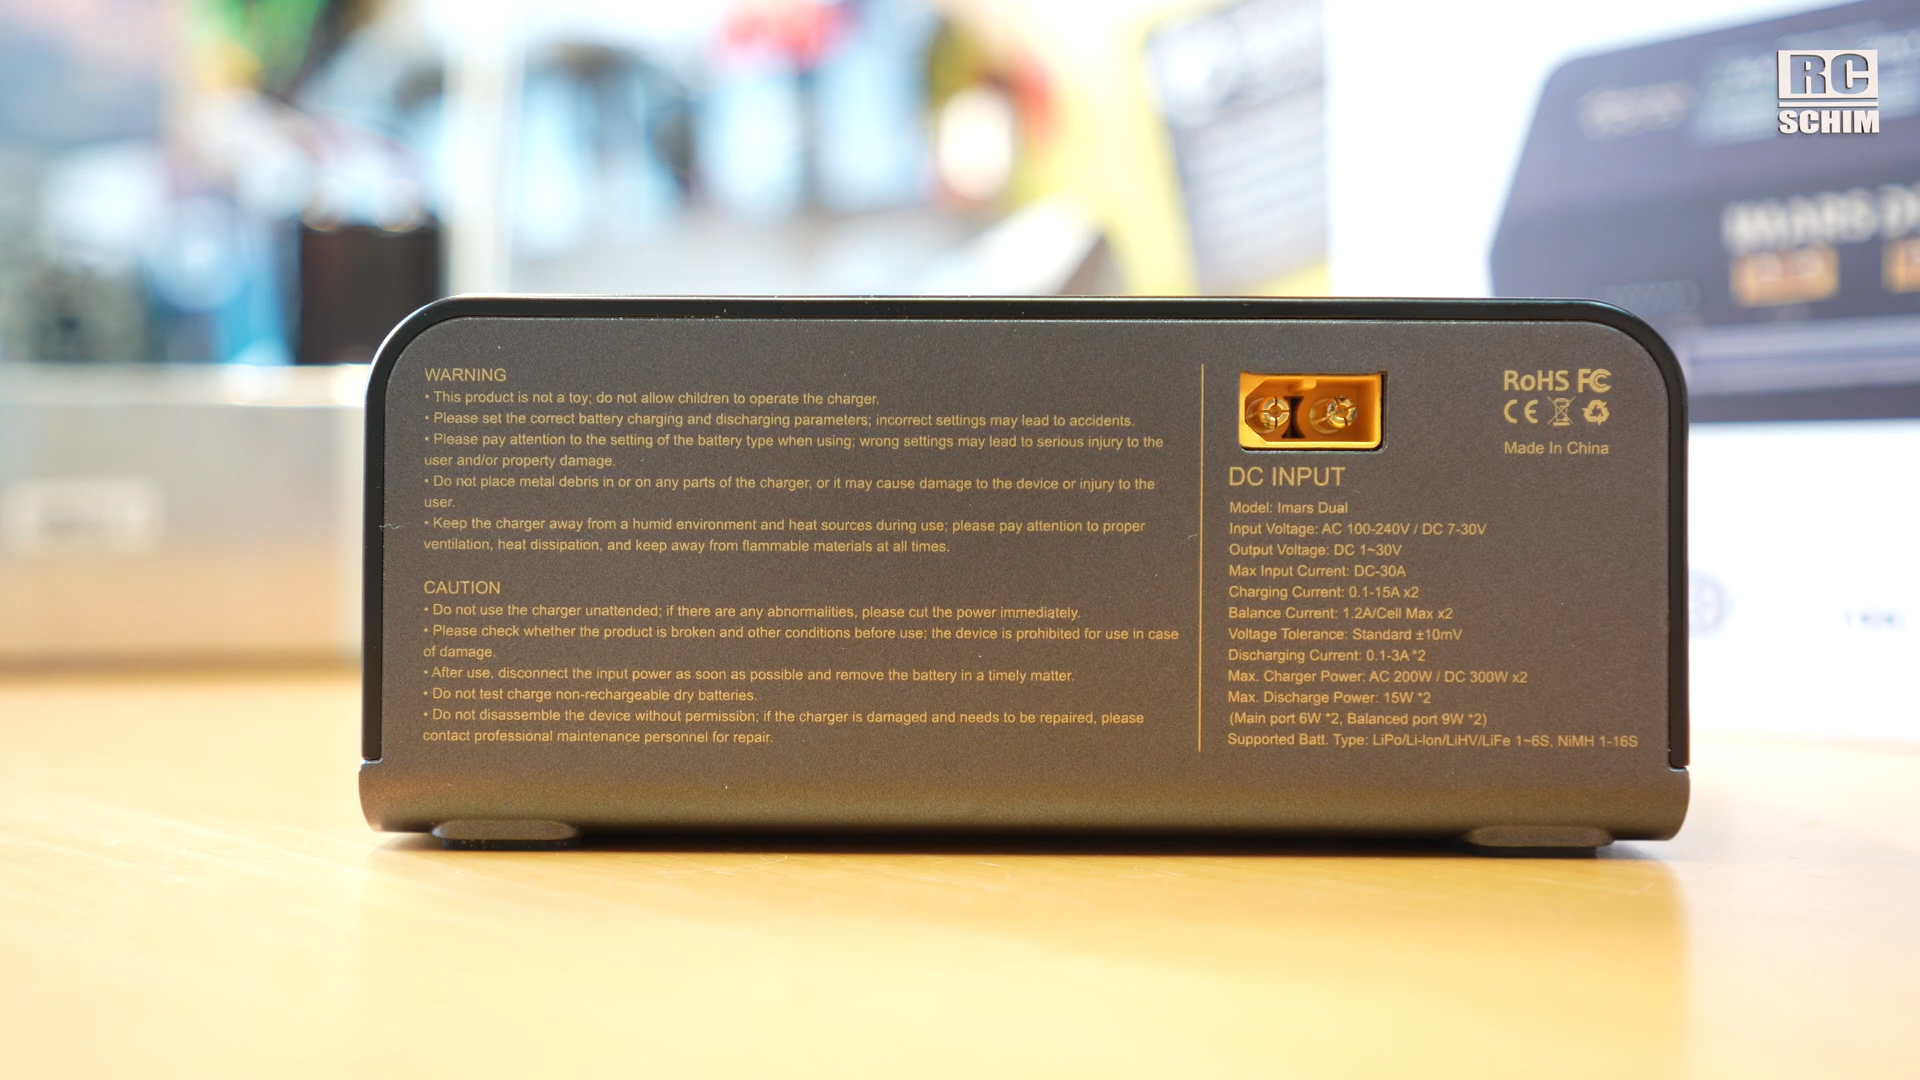 RC
SCHIM
IMARS D
WARNING
• This product is not a toy; do not allow children to operate the charger.
• Please set the correct battery charging and discharging parameters; incorrect settings may lead to accidents.
• Please pay attention to the setting of the battery type when using; wrong settings may lead to serious injury to the
user and/or property damage.
• Do not place metal debris in or on any parts of the charger, or it may cause damage to the device or injury to the
user.
• Keep the charger away from a humid environment and heat sources during use; please pay attention to proper
ventilation, heat dissipation, and keep away from flammable materials at all times.
CAUTION
• Do not use the charger unattended; if there are any abnormalities, please cut the power immediately.
• Please check whether the product is broken and other conditions before use; the device is prohibited for use in case
of damage.
• After use, disconnect the input power as soon as possible and remove the battery in a timely matter.
• Do not test charge non-rechargeable dry batteries.
• Do not disassemble the device without permission; if the charger is damaged and needs to be repaired, please
contact professional maintenance personnel for repair.
RoHS FC
CE
Made In China
DC INPUT
Model: Imars Dual
Input Voltage: AC 100-240V / DC 7-30V
Output Voltage: DC 1~30V
Max Input Current: DC-30A
Charging Current: 0.1-15A x2
Balance Current: 1.2A/Cell Max x2
Voltage Tolerance: Standard ±10mV
Discharging Current: 0.1-3A *2
Max. Charger Power: AC 200W / DC 300W x2
Max. Discharge Power: 15W *2
(Main port 6W *2, Balanced port 9W *2)
Supported Batt. Type: LiPo/Li-Ion/LiHV/LiFe 1~6S, NiMH 1-16S